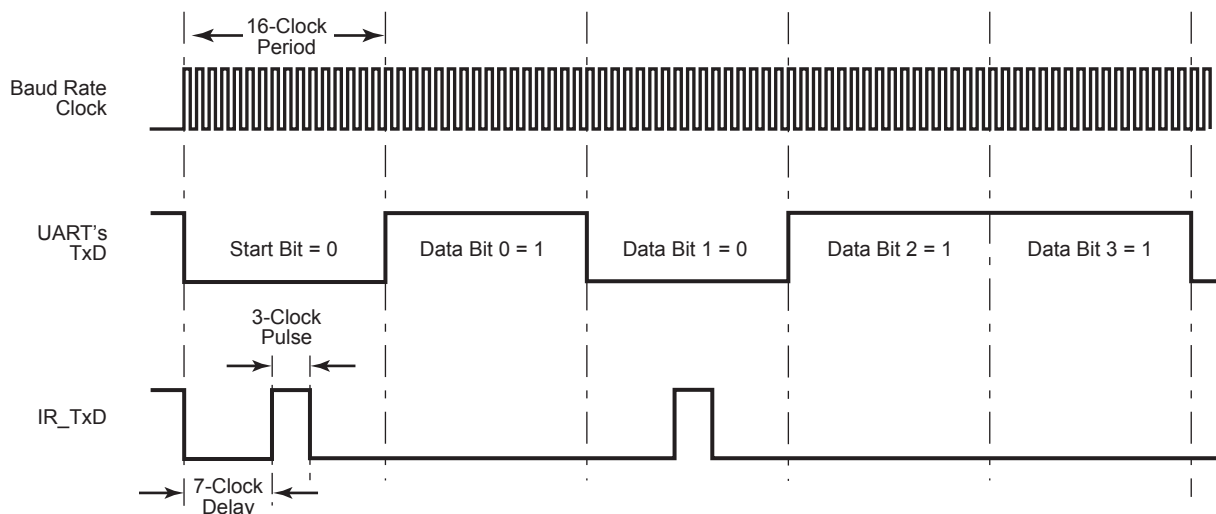 16-Clock
Period
Baud Rate
Clock
UART's
TxD
Start Bit = 0
Data Bit 0 = 1
Data Bit 1 = 0
Data Bit 2 = 1
Data Bit 3 = 1
3-Clock
Pulse
IR_TxD
7-Clock
Delay